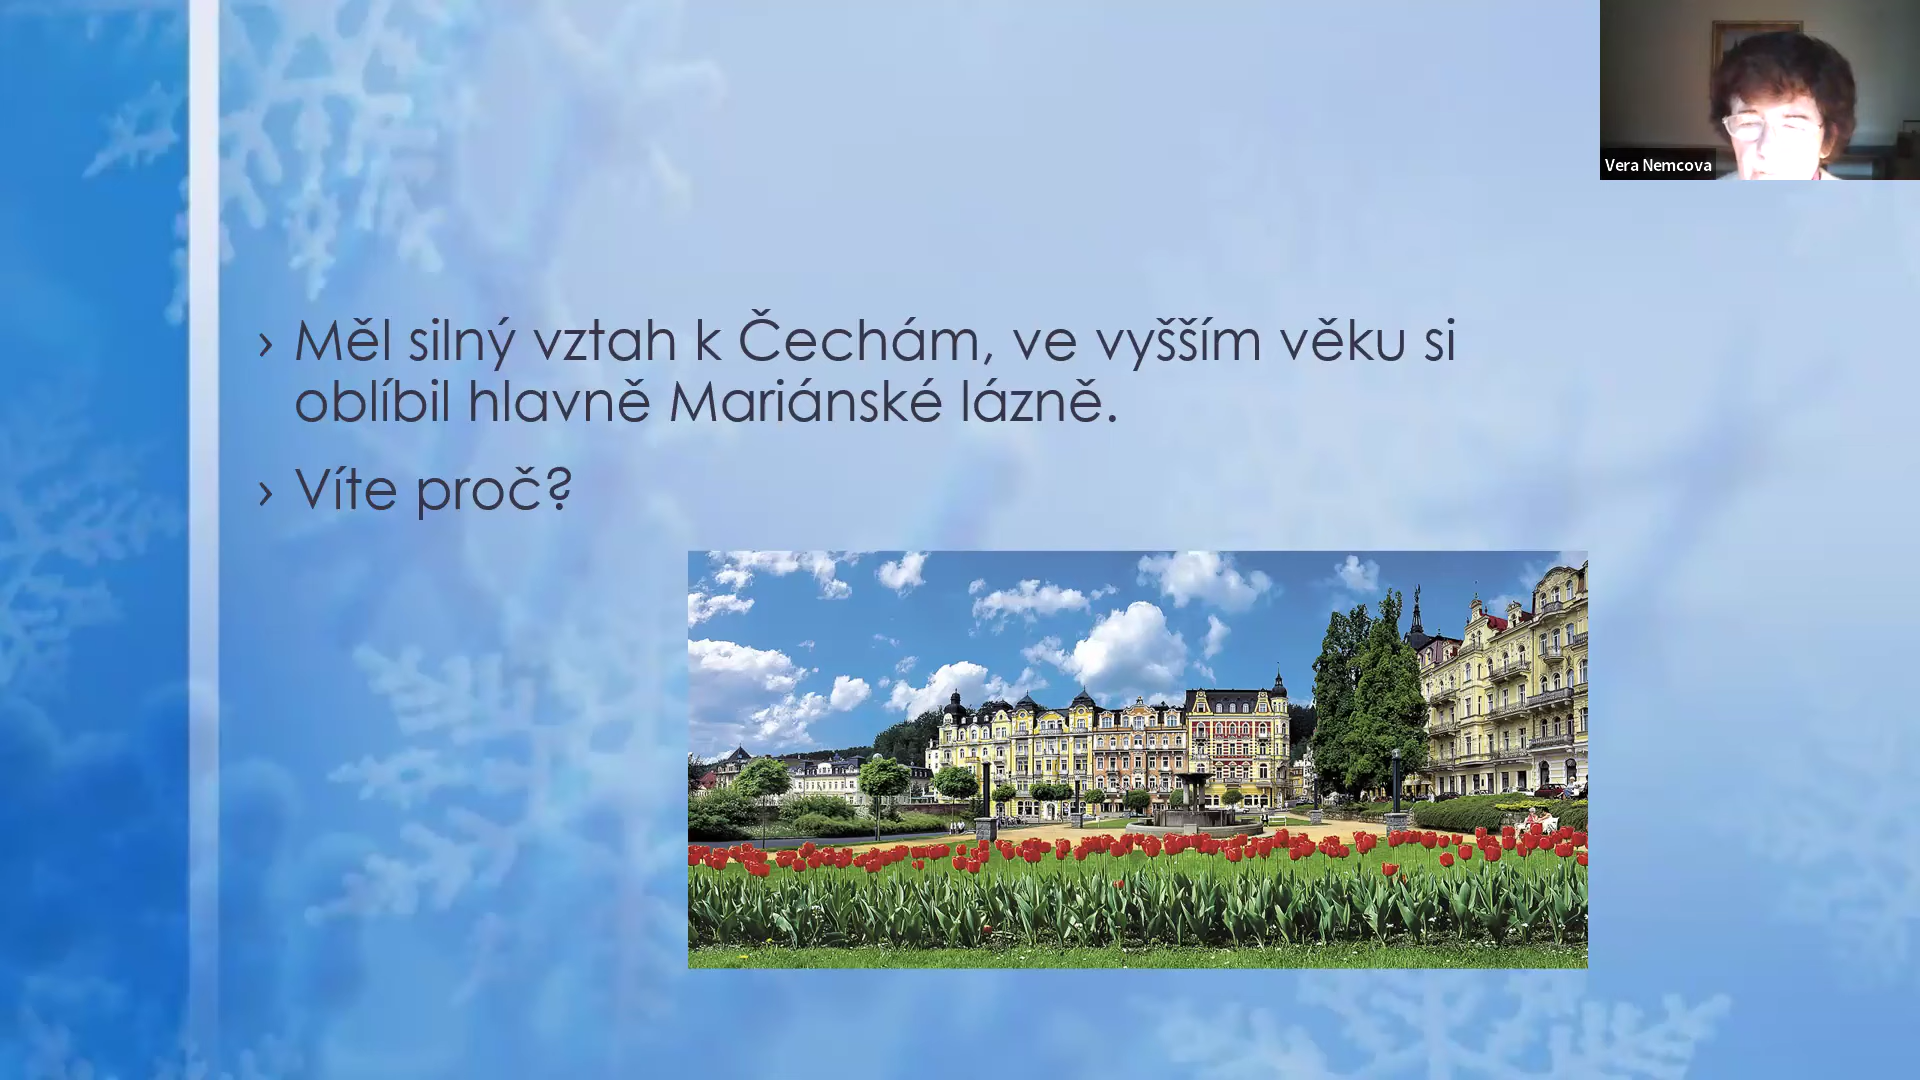 Vera Nemcova
› Měl silný vztah k Čechám, ve vyšším věku si
oblíbil hlavně Mariánské lázně.
› Víte proč?